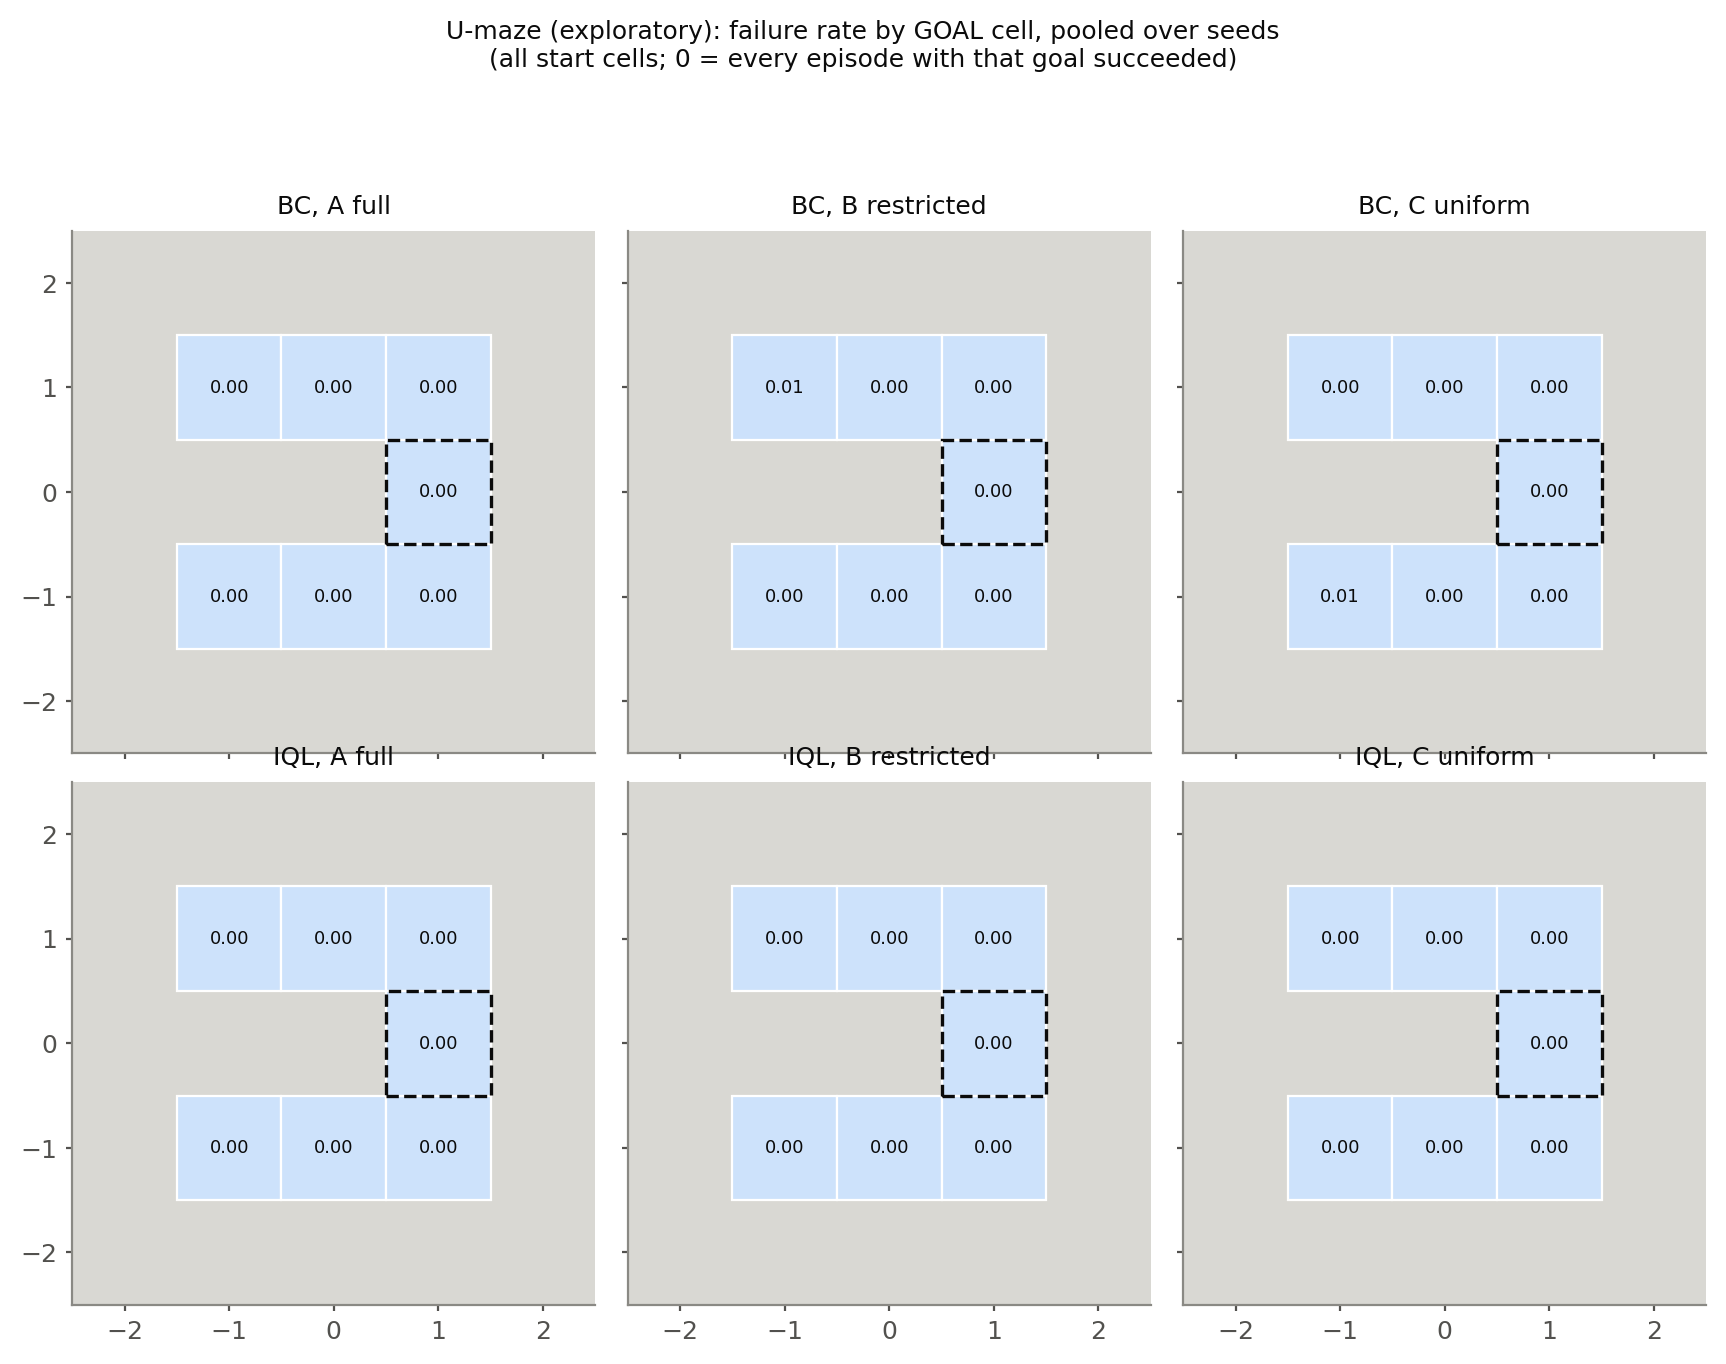 U-maze (exploratory): failure rate by GOAL cell, pooled over seeds
(all start cells; 0 = every episode with that goal succeeded)
BC, A full
BC, B restricted
BC, C uniform
2
1
0
−1
−2
0.00 0.00 0.00
0.00
0.00 0.00 0.00
0.01 0.00 0.00
0.00
0.00 0.00 0.00
0.00 0.00 0.00
0.00
0.01 0.00 0.00
IQL, A full
IQL, B restricted
IQL, C uniform
2
1
0
−1
−2
0.00 0.00 0.00
0.00
0.00 0.00 0.00
0.00 0.00 0.00
0.00
0.00 0.00 0.00
0.00 0.00 0.00
0.00
0.00 0.00 0.00
−2 −1 0 1 2
−2 −1 0 1 2
−2 −1 0 1 2